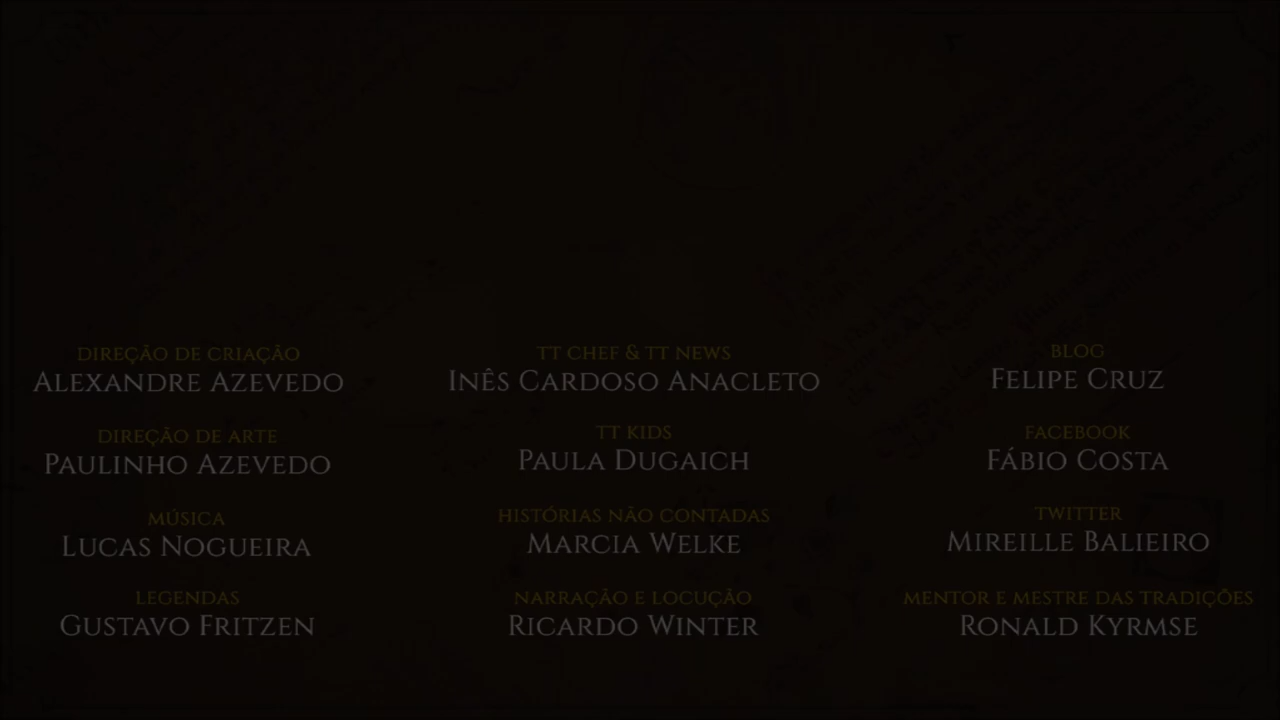 DIREÇÃO DE CRIAÇÃO
ALEXANDRE AZEVEDO
DIREÇÃO DE ARTE
PAULINHO AZEVEDO
MÚSICA
LUCAS NOGUEIRA
LEGENDAS
GUSTAVO FRITZEN
TT CHEF & TT NEWS
INÊS CARDOSO ANACLETO
TT KIDS
PAULA DUGAICH
HISTÓRIAS NÃO CONTADAS
MARCIA WELKE
NARRAÇÃO E LOCUÇÃO
RICARDO WINTER
BLOG
FELIPE CRUZ
FACEBOOK
FÁBIO COSTA
TWITTER
MIREILLE BALIEIRO
MENTOR E MESTRE DAS TRADIÇÕES
RONALD KYRMSE